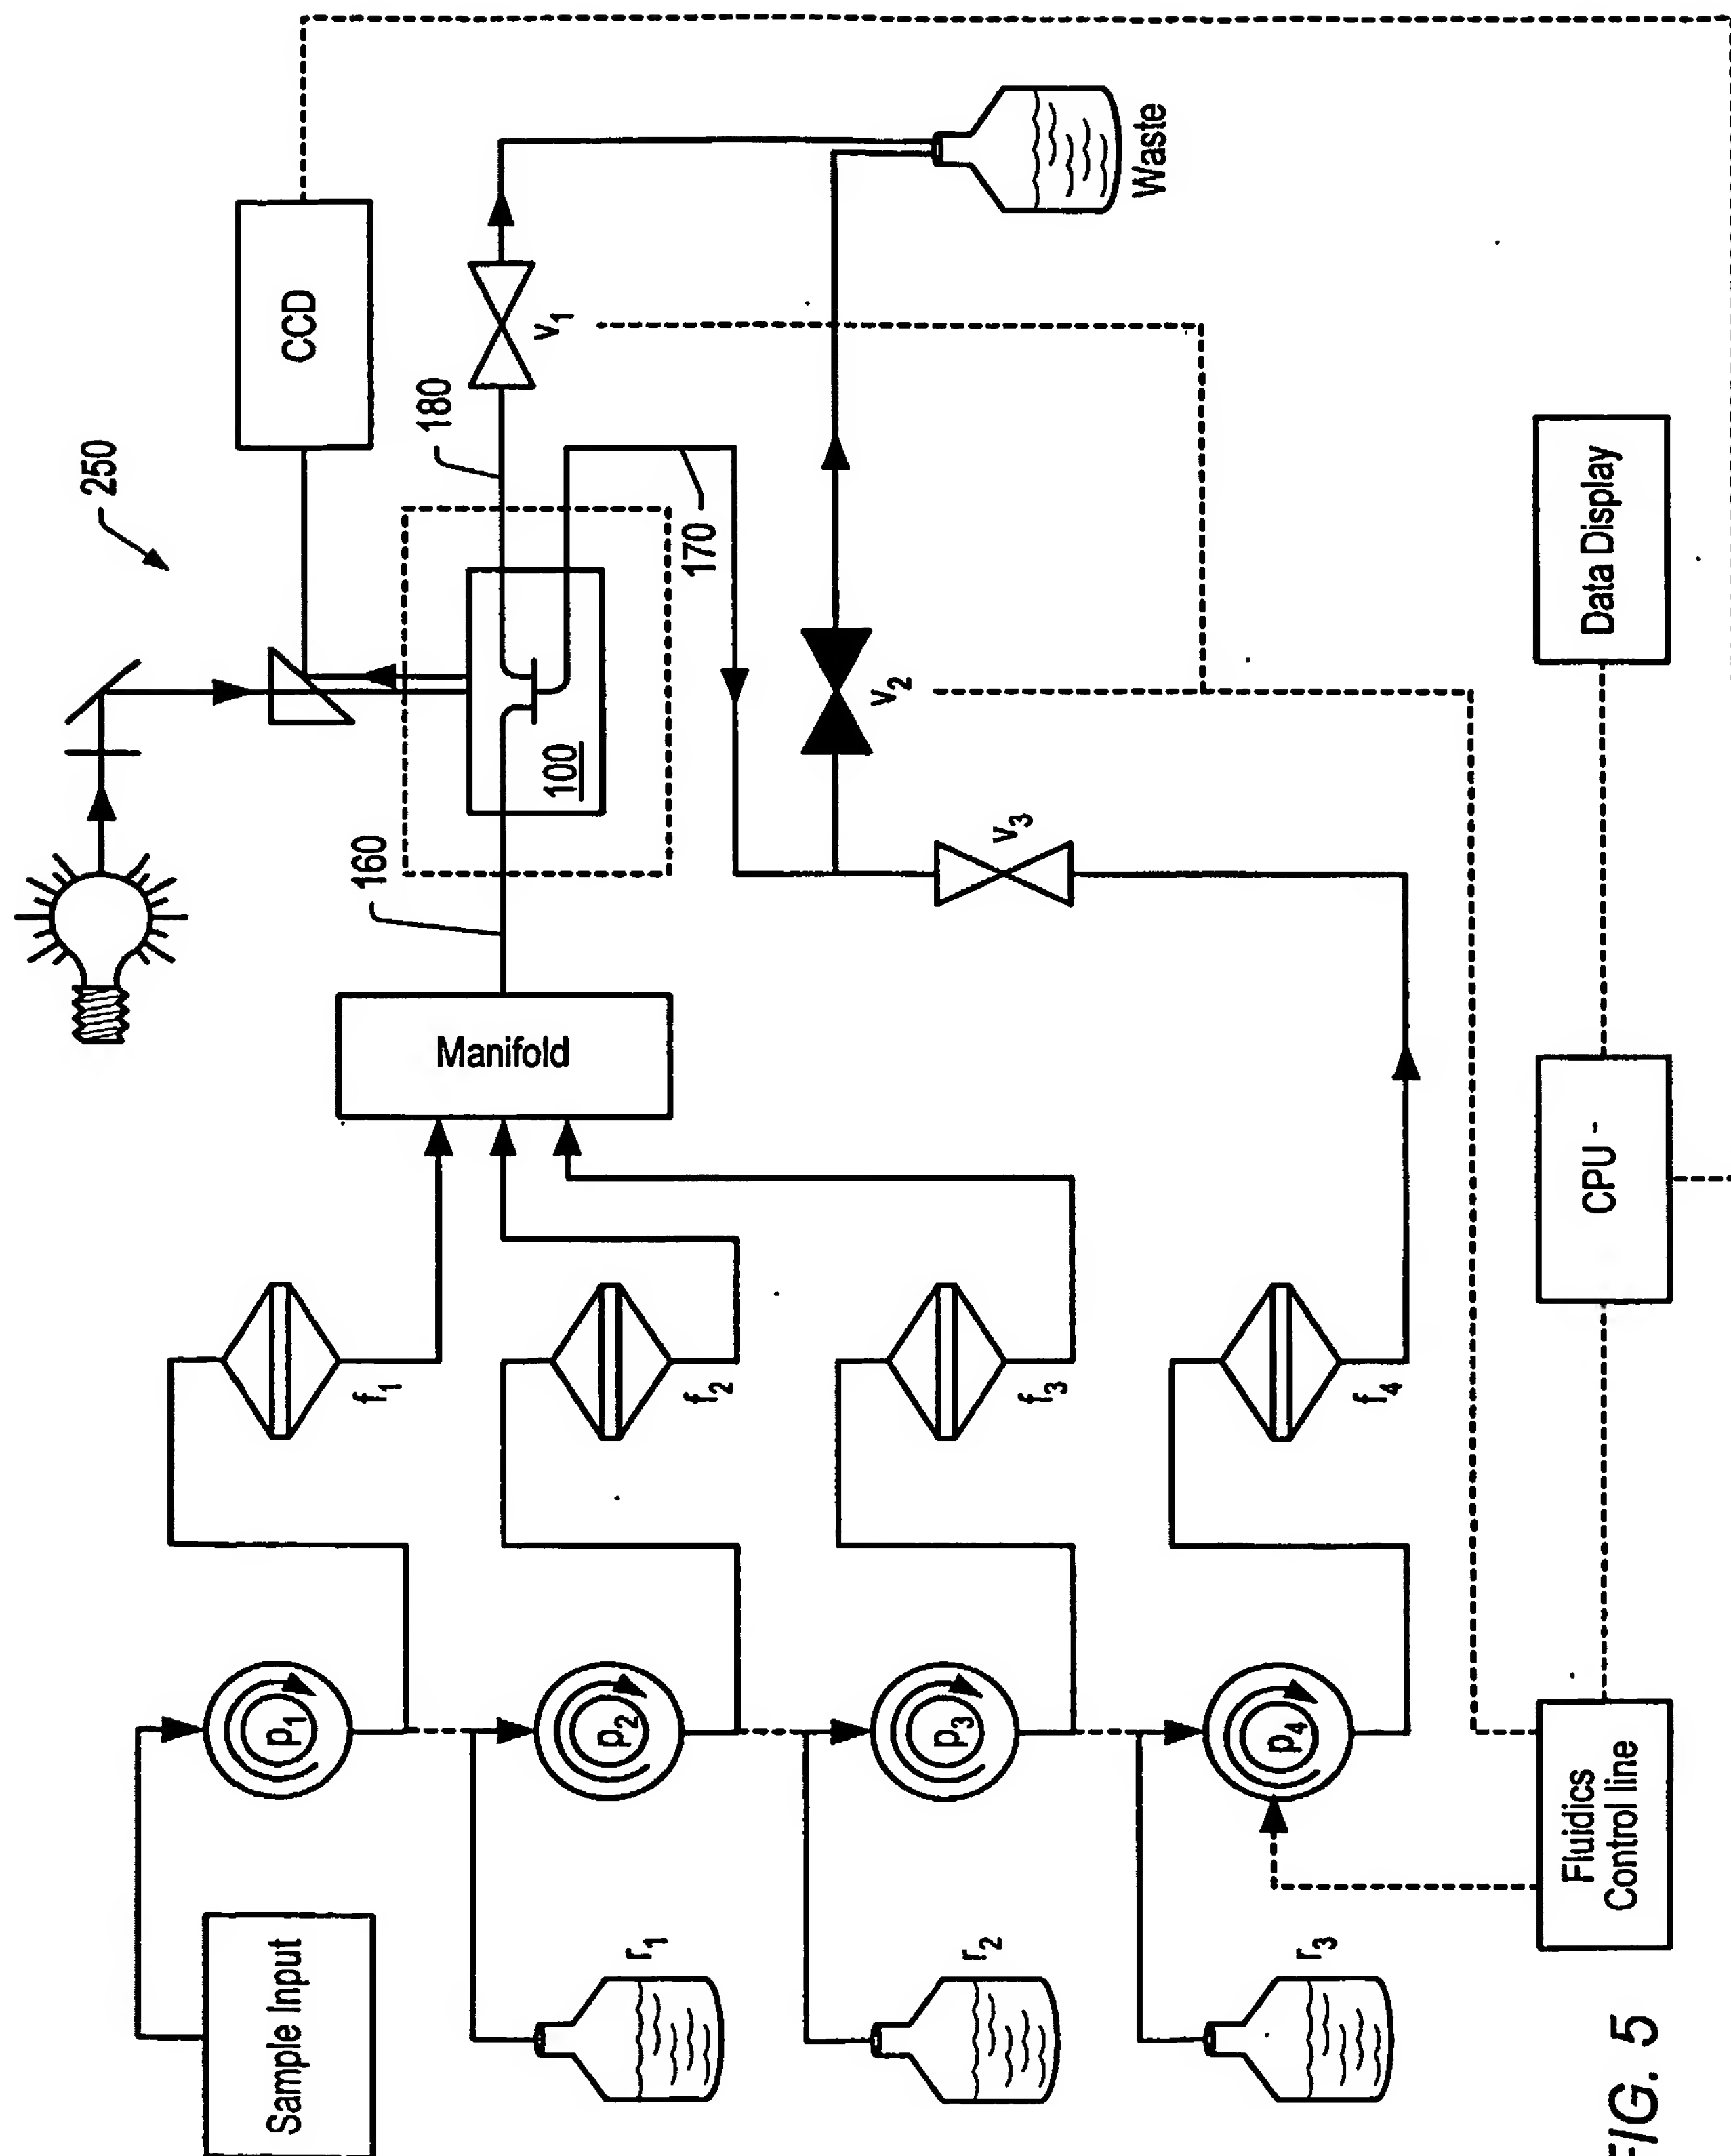 250
CCD
180
V1
Waste
160
100
170
V2
V3
Manifold
f1
f2
f3
f4
p1
p2
p3
p4
Sample Input
r1
r2
r3
Fluidics
Control line
CPU
Data Display
FIG. 5